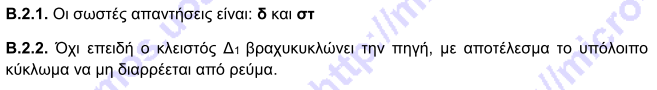 Β.2.1. Οι σωστές απαντήσεις είναι: δ και στ
Β.2.2. Όχι επειδή ο κλειστός Δ₁ βραχυκυκλώνει την πηγή, με αποτέλεσμα το υπόλοιπο
κύκλωμα να μη διαρρέεται από ρεύμα.